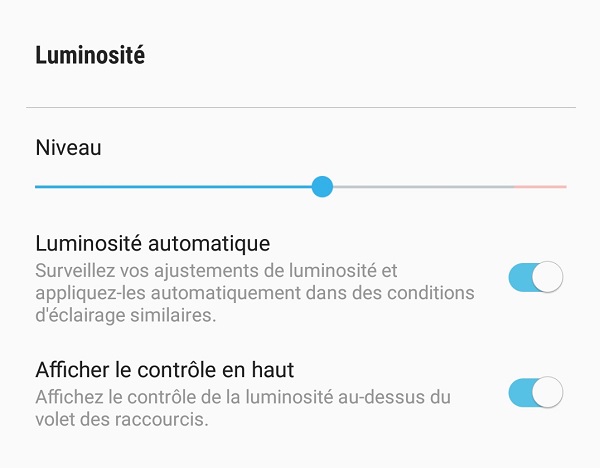 Luminosité
Niveau
Luminosité automatique
Surveillez vos ajustements de luminosité et
appliquez-les automatiquement dans des conditions
d'éclairage similaires.
Afficher le contrôle en haut
Affichez le contrôle de la luminosité au-dessus du
volet des raccourcis.